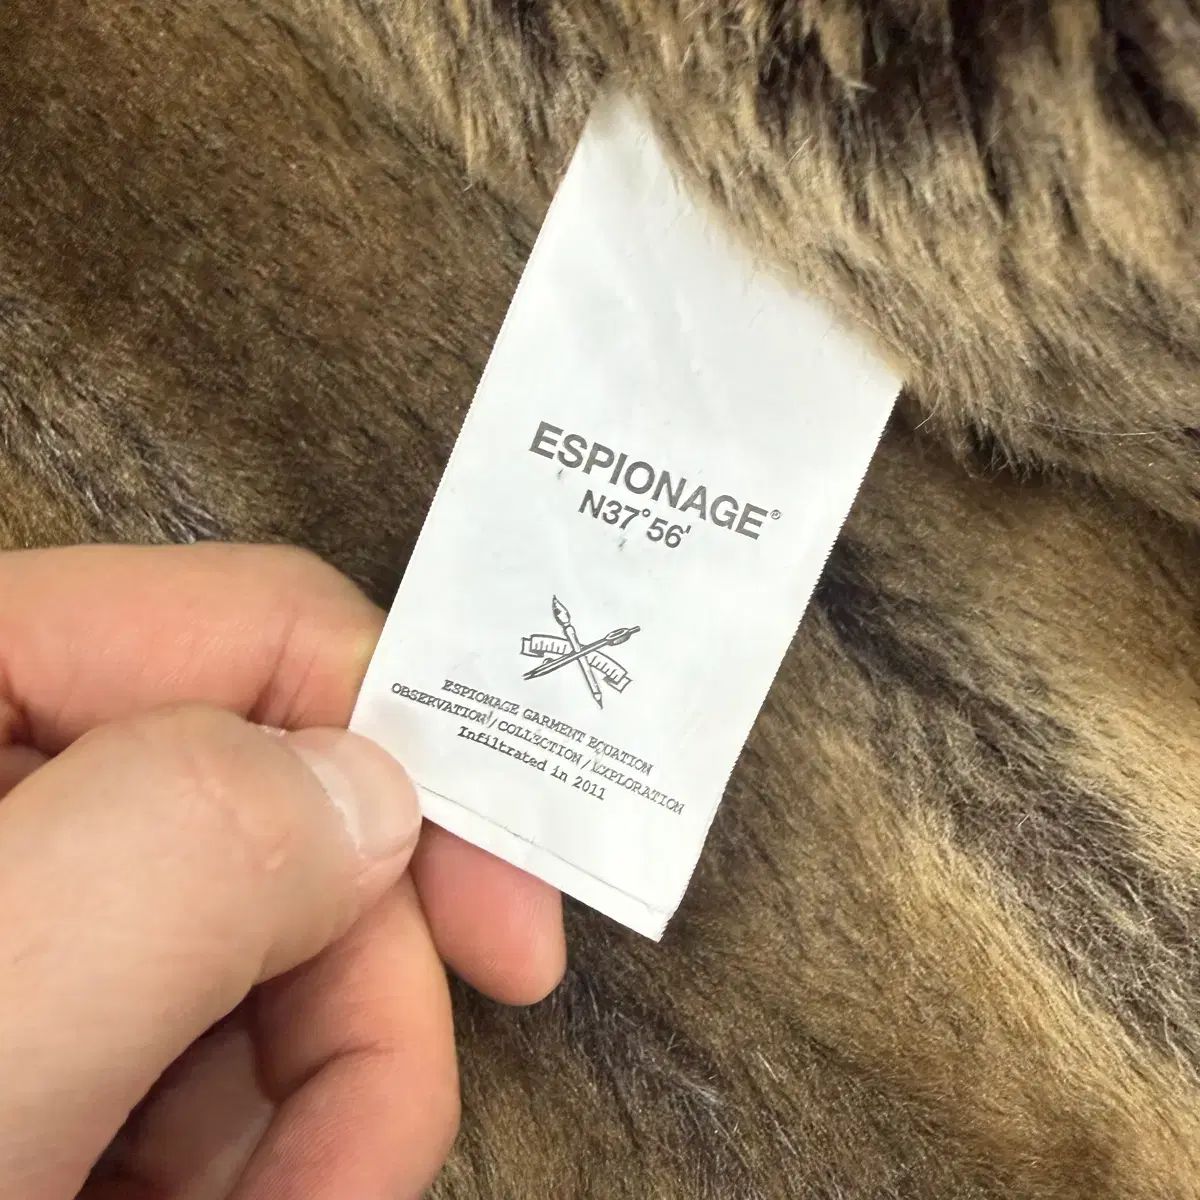 ESPIONAGE®
N37°56'
ESPIONAGE GARMENT EQUATION
OBSERVATION/COLLECTION/EXPLORATION
Infiltrated in 2011